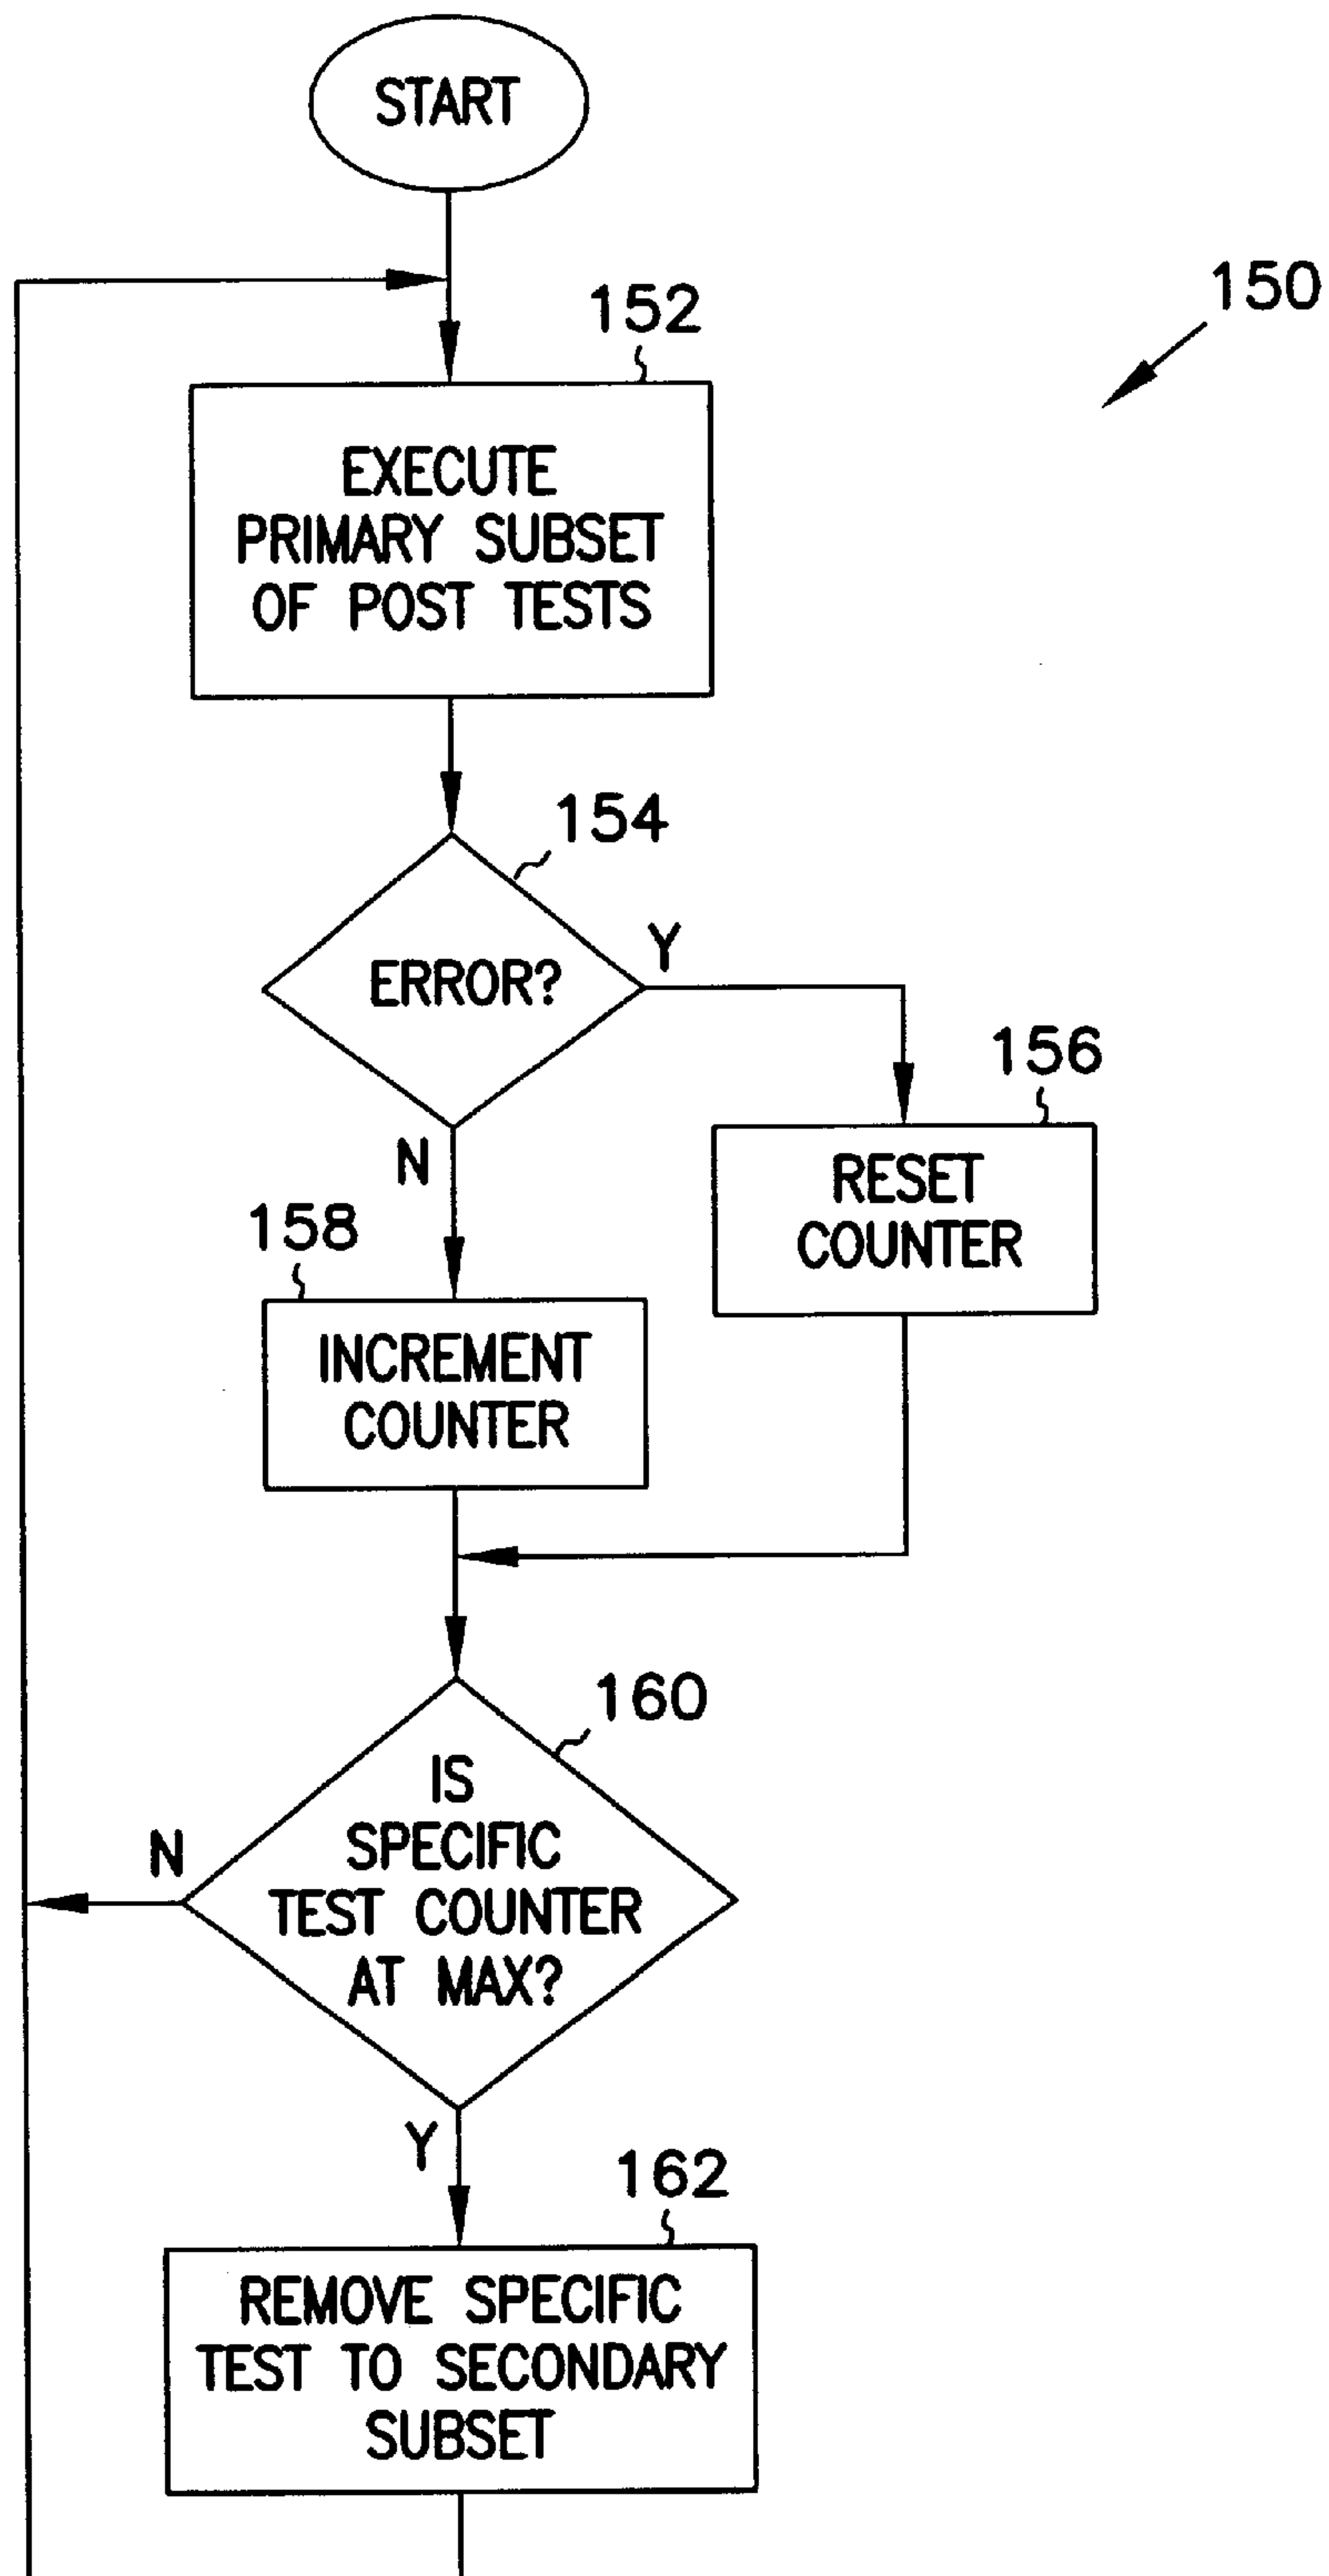 START
150
152
EXECUTE
PRIMARY SUBSET
OF POST TESTS
154
ERROR?
Y
156
N
RESET
COUNTER
158
INCREMENT
COUNTER
160
IS
SPECIFIC
TEST COUNTER
AT MAX?
N
Y
162
REMOVE SPECIFIC
TEST TO SECONDARY
SUBSET